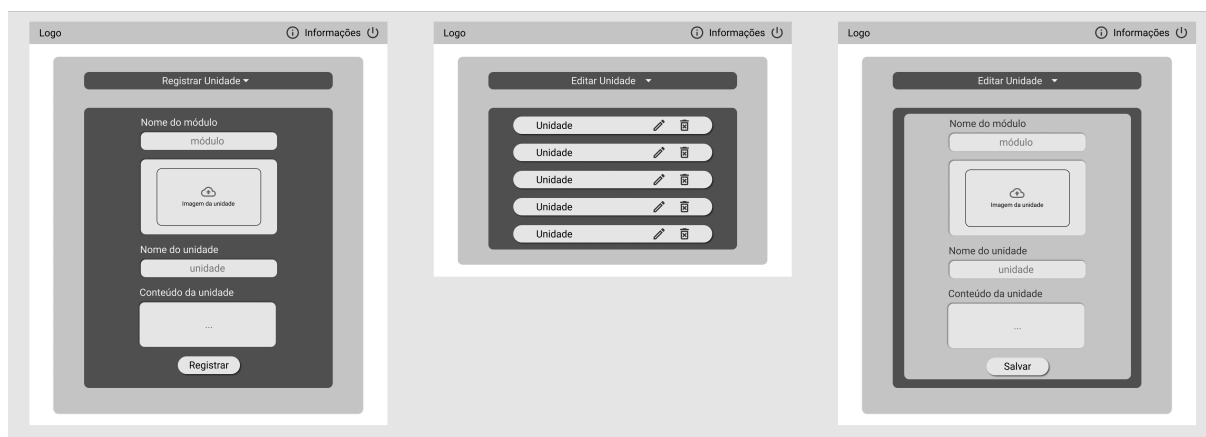 Logo
Informações
Registrar Unidade
Nome do módulo
módulo
Imagem da unidade
Nome do unidade
unidade
Conteúdo da unidade
...
Registrar
Logo
Informações
Editar Unidade
Unidade
Unidade
Unidade
Unidade
Unidade
Logo
Informações
Editar Unidade
Nome do módulo
módulo
Imagem da unidade
Nome do unidade
unidade
Conteúdo da unidade
...
Salvar